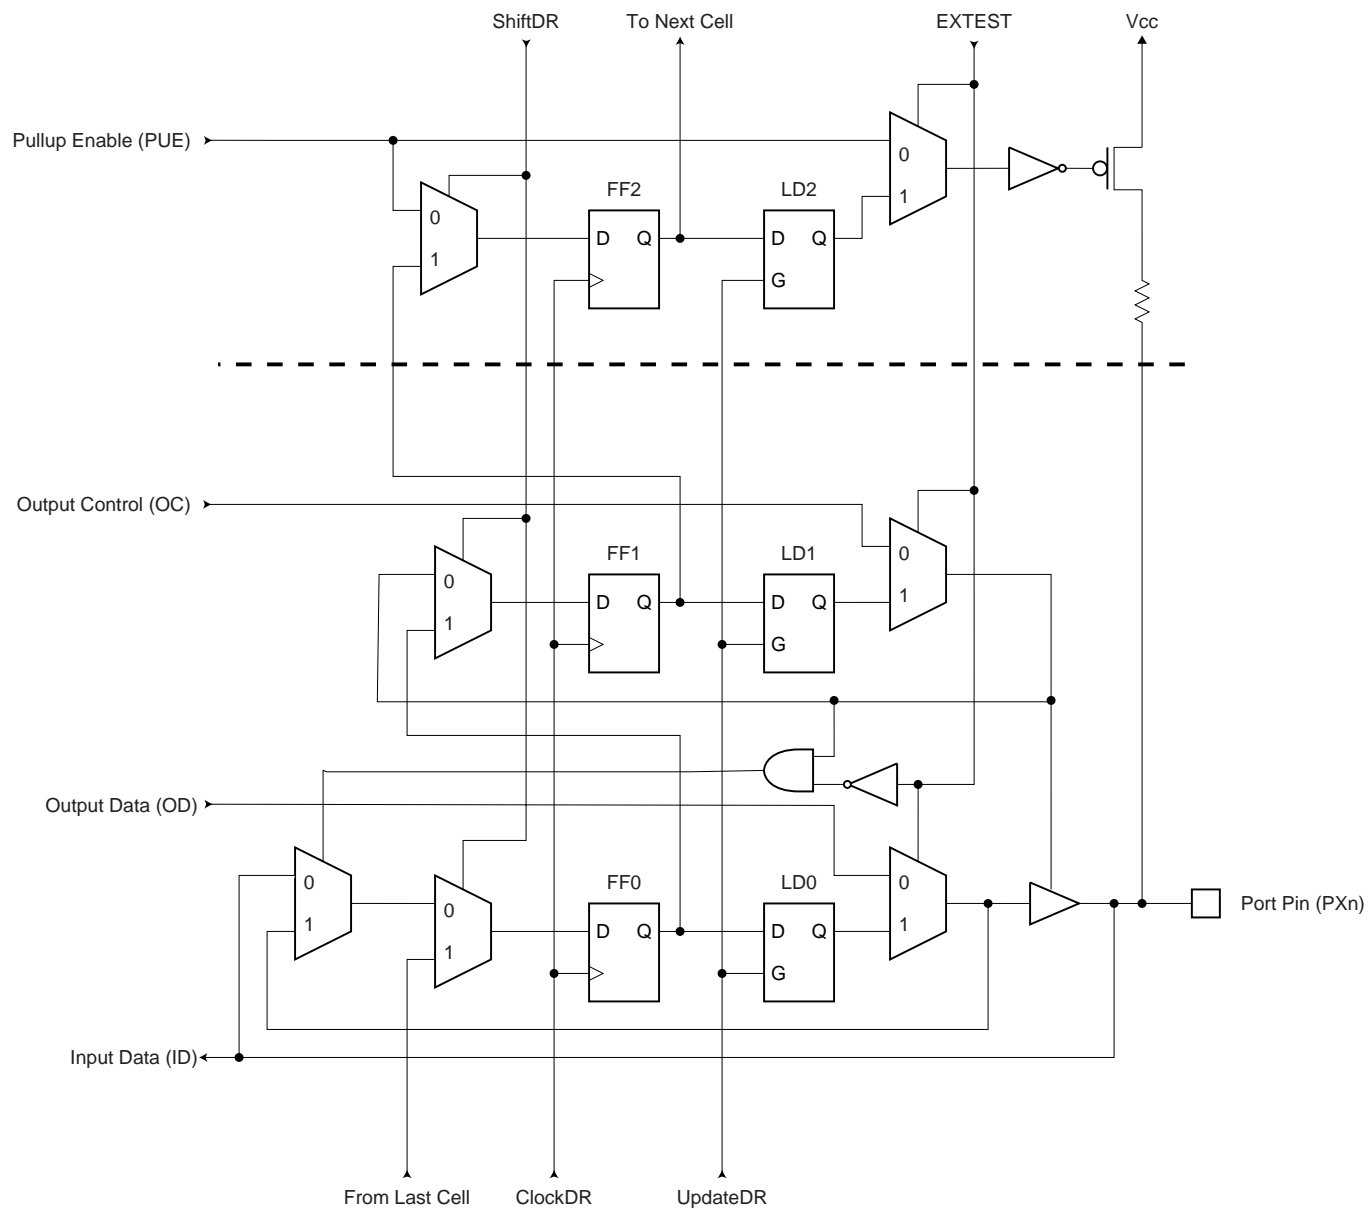 ShiftDR
To Next Cell
EXTEST
Vcc
Pullup Enable (PUE)
0
1
FF2
D Q
LD2
D Q
G
0
1
Output Control (OC)
0
1
FF1
D Q
LD1
D Q
G
0
1
Output Data (OD)
0
1
0
1
FF0
D Q
LD0
D Q
G
0
1
Port Pin (PXn)
Input Data (ID)
From Last Cell
ClockDR
UpdateDR